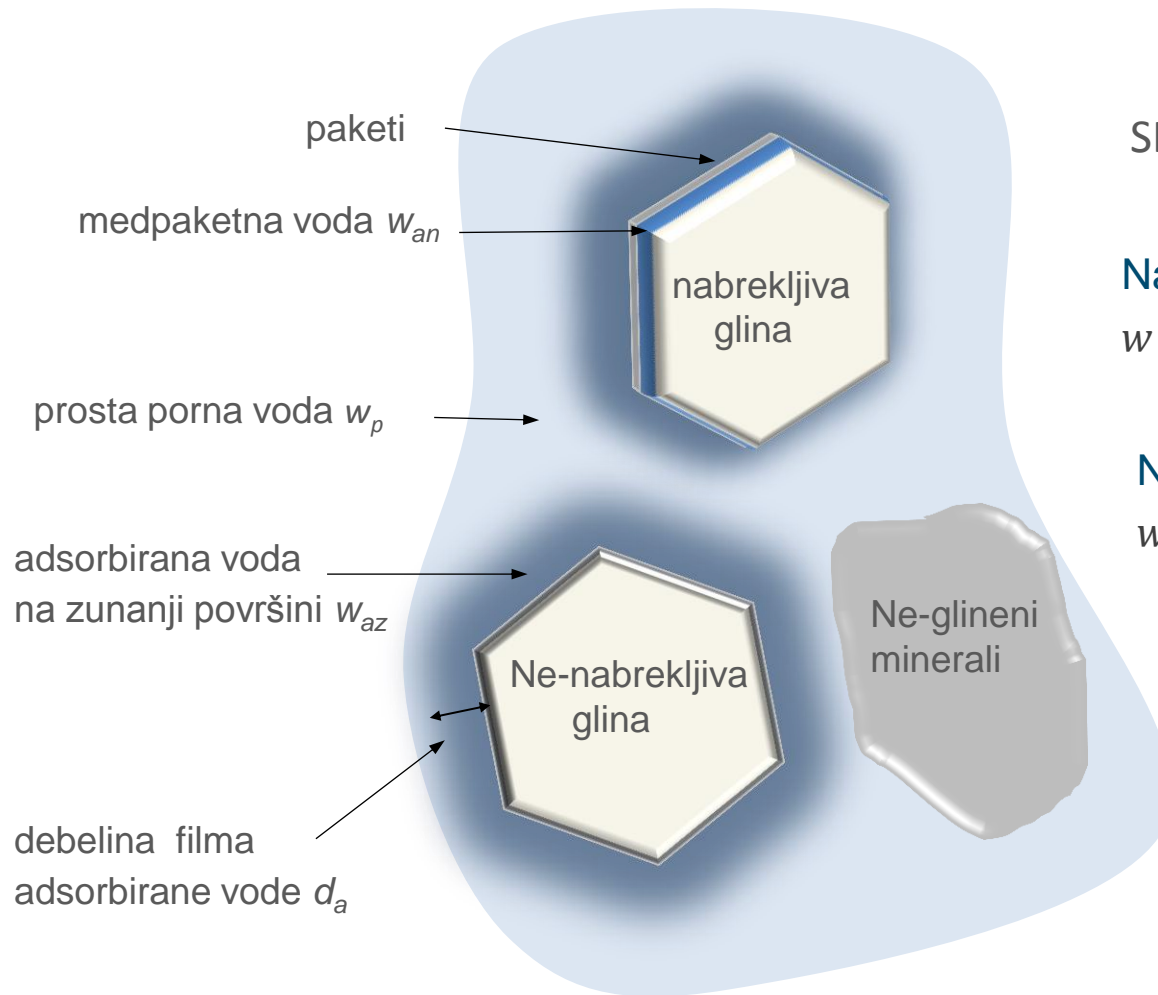 paketi
medpaketna voda w_an
nabrekljiva
glina
prosta porna voda w_p
adsorbirana voda
na zunanji površini w_az
Ne-nabrekljiva
glina
Ne-glineni
minerali
debelina filma
adsorbirane vode d_a
w
w